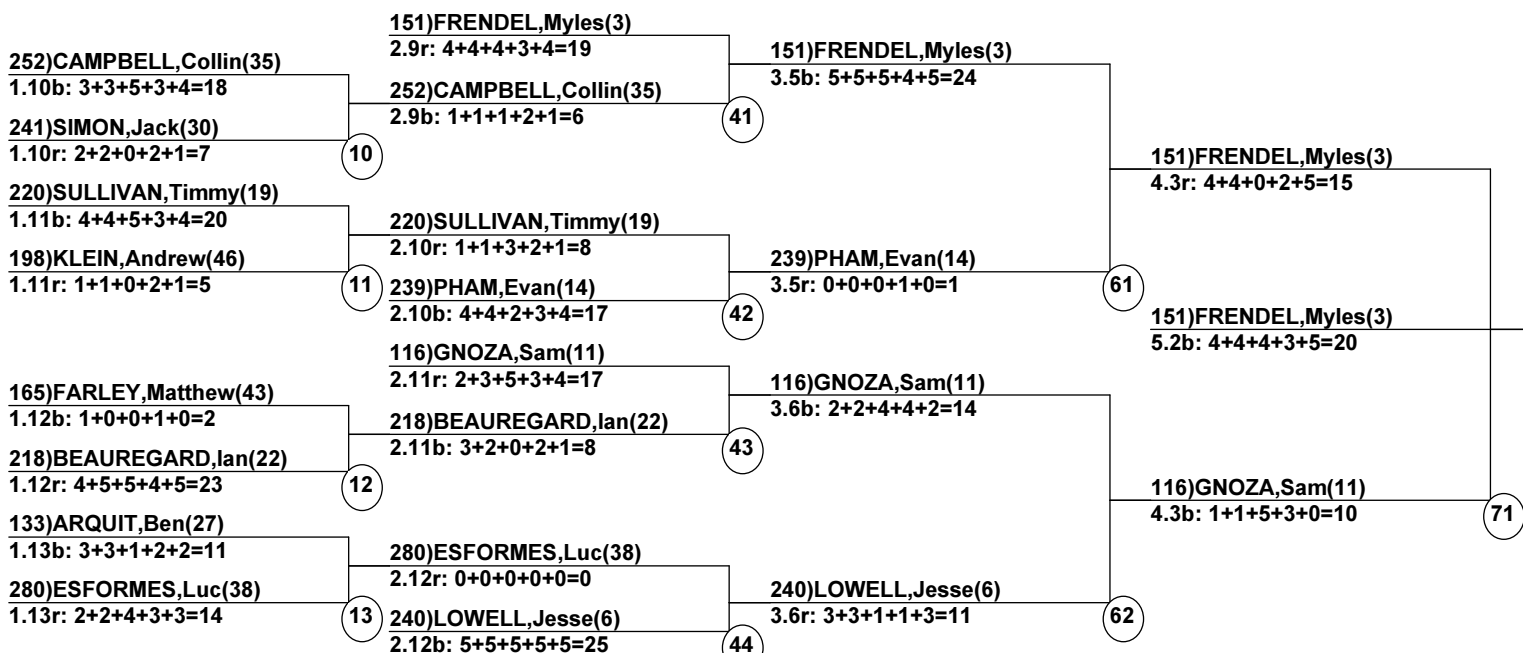 252)CAMPBELL,Collin(35)
1.10b: 3+3+5+3+4=18
241)SIMON,Jack(30)
1.10r: 2+2+0+2+1=7
10
220)SULLIVAN,Timmy(19)
1.11b: 4+4+5+3+4=20
198)KLEIN,Andrew(46)
1.11r: 1+1+0+2+1=5
11
165)FARLEY,Matthew(43)
1.12b: 1+0+0+1+0=2
218)BEAUREGARD,Ian(22)
1.12r: 4+5+5+4+5=23
12
133)ARQUIT,Ben(27)
1.13b: 3+3+1+2+2=11
280)ESFORMES,Luc(38)
1.13r: 2+2+4+3+3=14
13
151)FRENDEL,Myles(3)
2.9r: 4+4+4+3+4=19
252)CAMPBELL,Collin(35)
2.9b: 1+1+1+2+1=6
41
220)SULLIVAN,Timmy(19)
2.10r: 1+1+3+2+1=8
239)PHAM,Evan(14)
2.10b: 4+4+2+3+4=17
42
116)GNOZA,Sam(11)
2.11r: 2+3+5+3+4=17
218)BEAUREGARD,Ian(22)
2.11b: 3+2+0+2+1=8
43
280)ESFORMES,Luc(38)
2.12r: 0+0+0+0+0=0
240)LOWELL,Jesse(6)
2.12b: 5+5+5+5+5=25
44
151)FRENDEL,Myles(3)
3.5b: 5+5+5+4+5=24
239)PHAM,Evan(14)
3.5r: 0+0+0+1+0=1
61
116)GNOZA,Sam(11)
3.6b: 2+2+4+4+2=14
240)LOWELL,Jesse(6)
3.6r: 3+3+1+1+3=11
62
151)FRENDEL,Myles(3)
4.3r: 4+4+0+2+5=15
151)FRENDEL,Myles(3)
5.2b: 4+4+4+3+5=20
116)GNOZA,Sam(11)
4.3b: 1+1+5+3+0=10
71